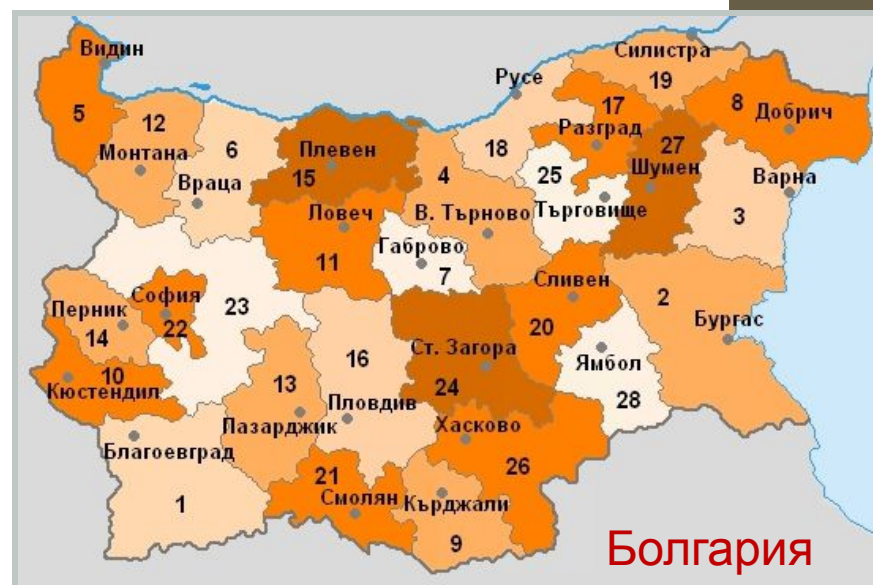 Видин
5
12
Монтана
6
Враца
Плевен
15
Ловеч
11
4
В. Търново
Габрово
7
Русе
18
Разград
17
Силистра
19
8
Добрич
27
Шумен
25
Търговище
Варна
3
София
22
23
Перник
14
10
Кюстендил
13
Пазарджик
16
Пловдив
Ст. Загора
24
Сливен
20
2
Бургас
Ямбол
28
Благоевград
1
21
Смолян
Хасково
26
Кърджали
9
Болгария